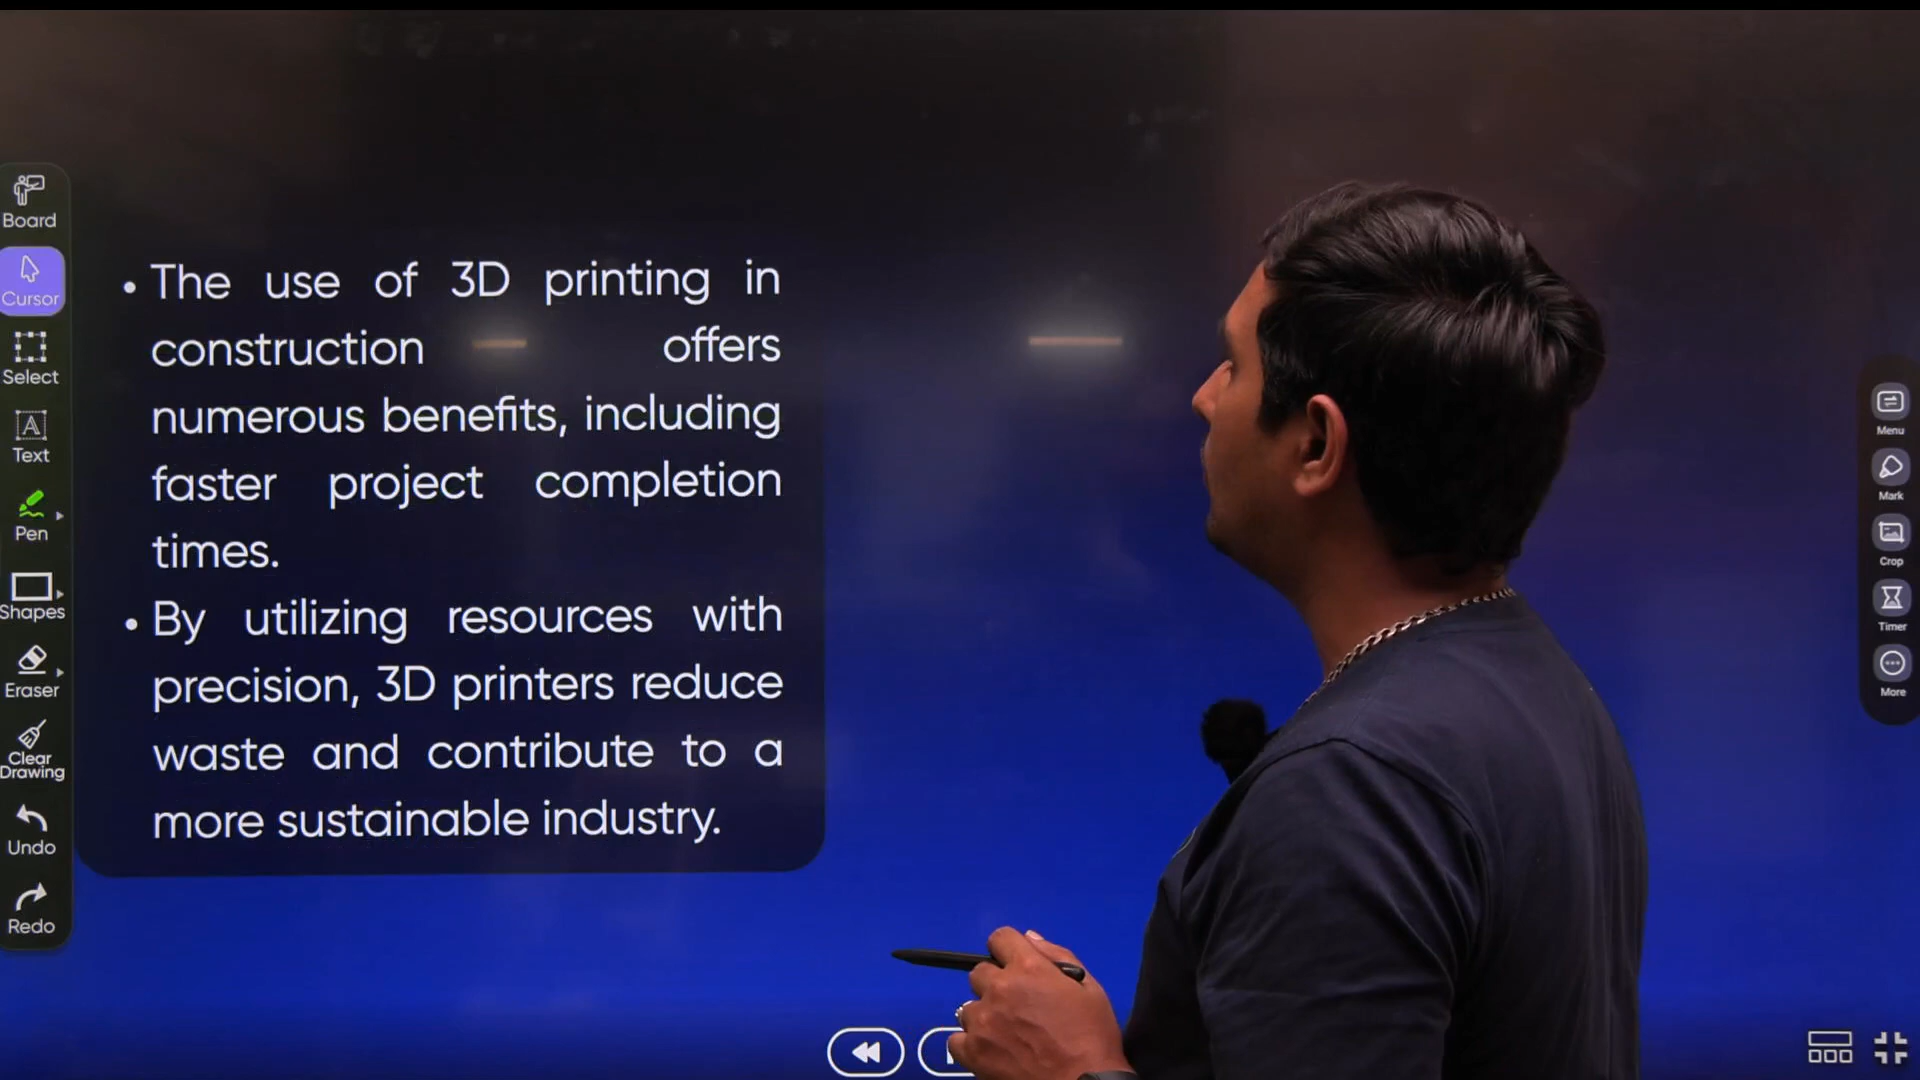 Board
Cursor
Select
Text
Pen
Shapes
Eraser
Clear
Drawing
Undo
Redo
• The use of 3D printing in
construction offers
numerous benefits, including
faster project completion
times.
• By utilizing resources with
precision, 3D printers reduce
waste and contribute to a
more sustainable industry.
Menu
Mark
Crop
Timer
More